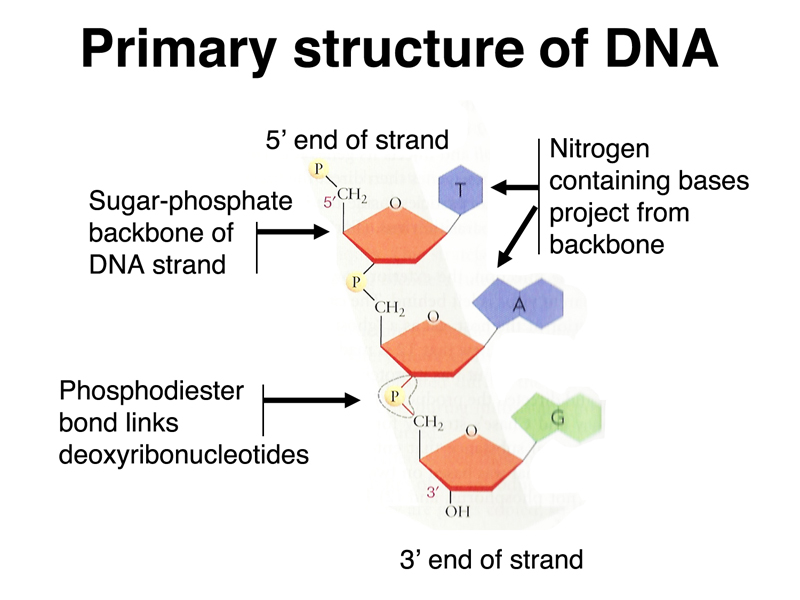 Primary structure of DNA
5’ end of strand
Nitrogen
containing bases
project from
backbone
Sugar-phosphate
backbone of
DNA strand
P
5′
CH2
O
T
P
CH2
O
A
Phosphodiester
bond links
deoxyribonucleotides
P
CH2
O
G
3′
OH
3’ end of strand